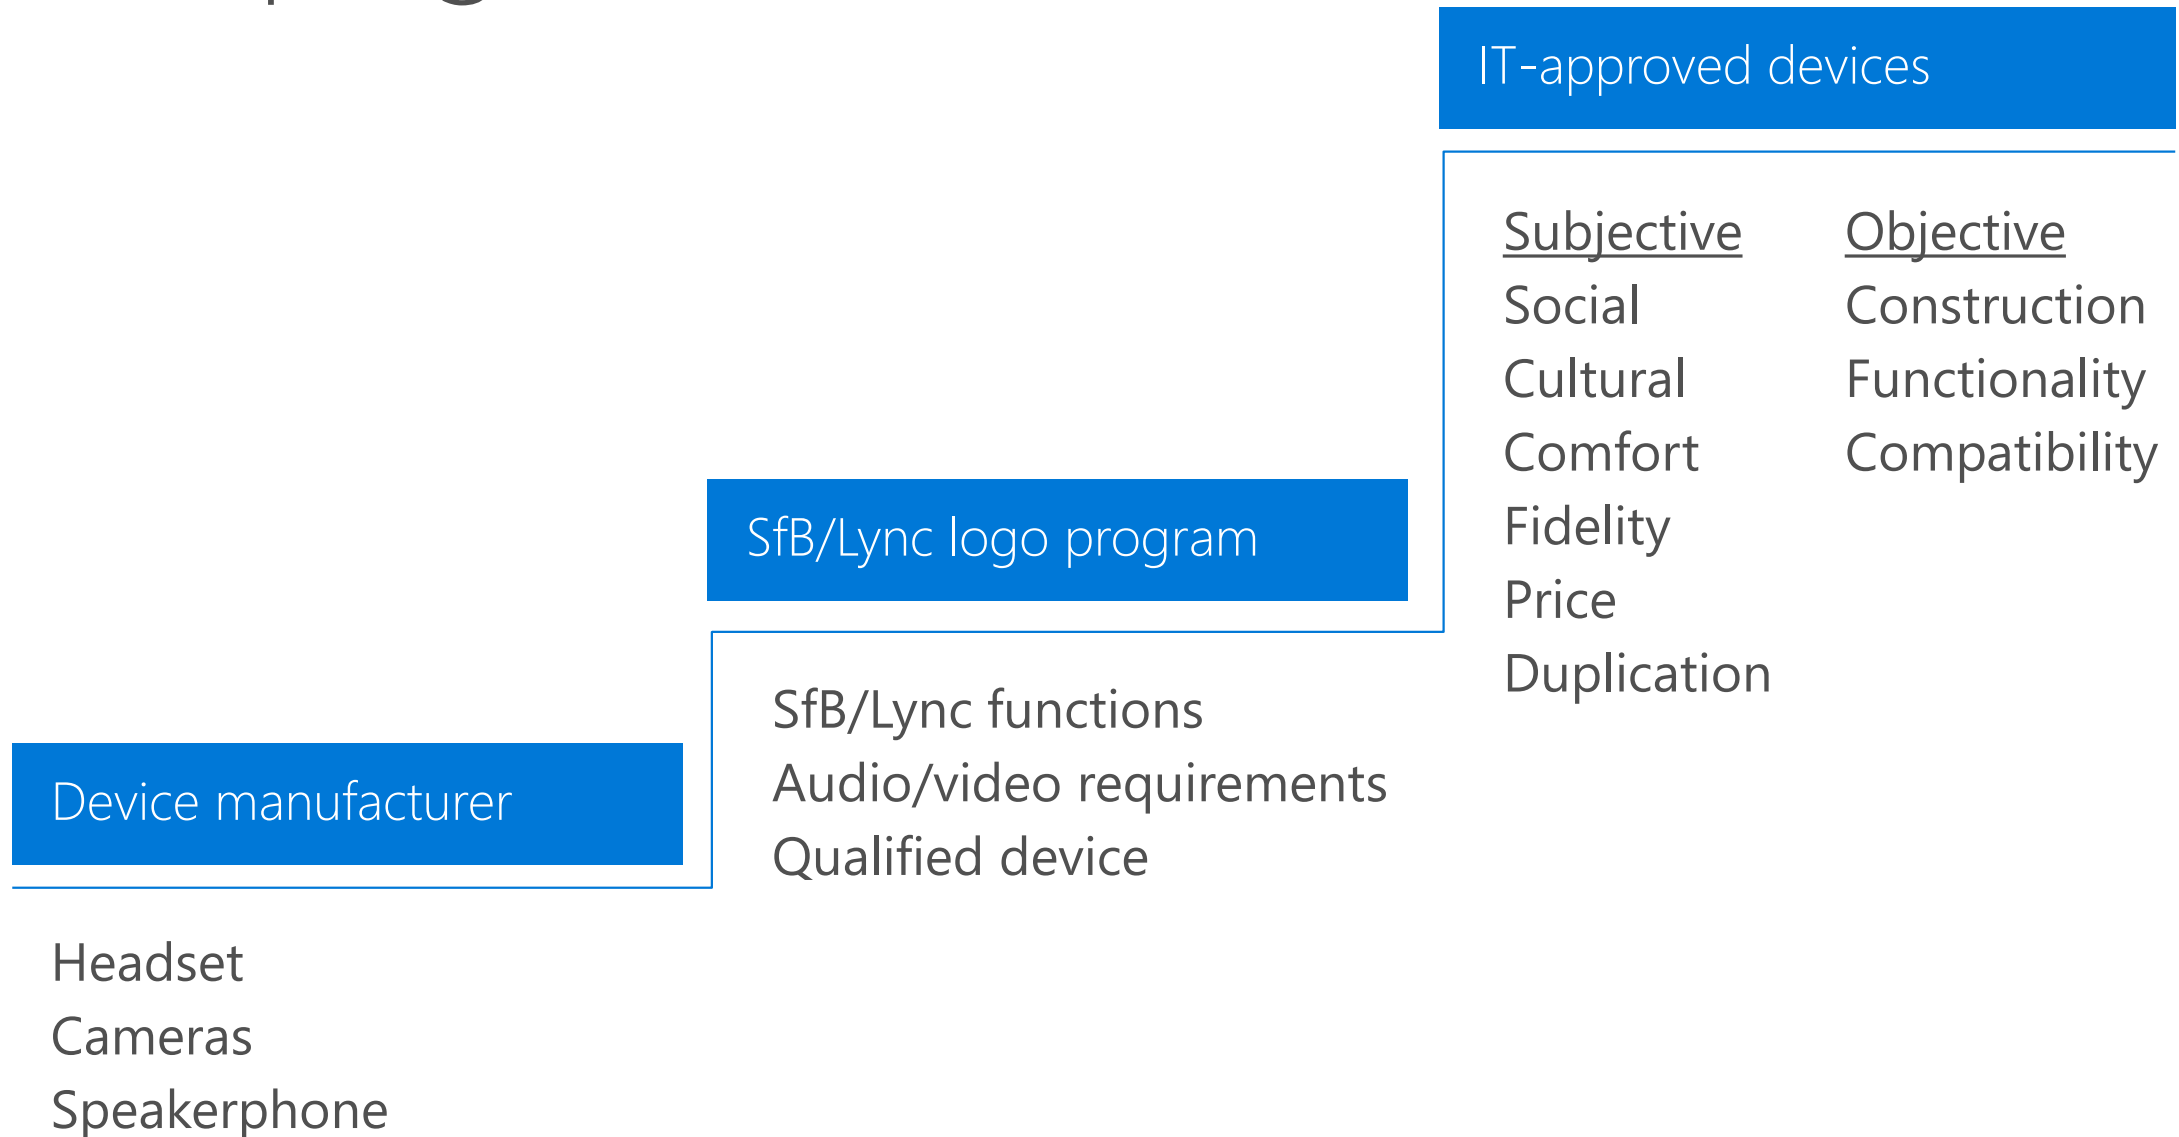 IT-approved devices
Subjective
Social
Cultural
Comfort
Fidelity
Price
Duplication
Objective
Construction
Functionality
Compatibility
SfB/Lync logo program
SfB/Lync functions
Audio/video requirements
Qualified device
Device manufacturer
Headset
Cameras
Speakerphone